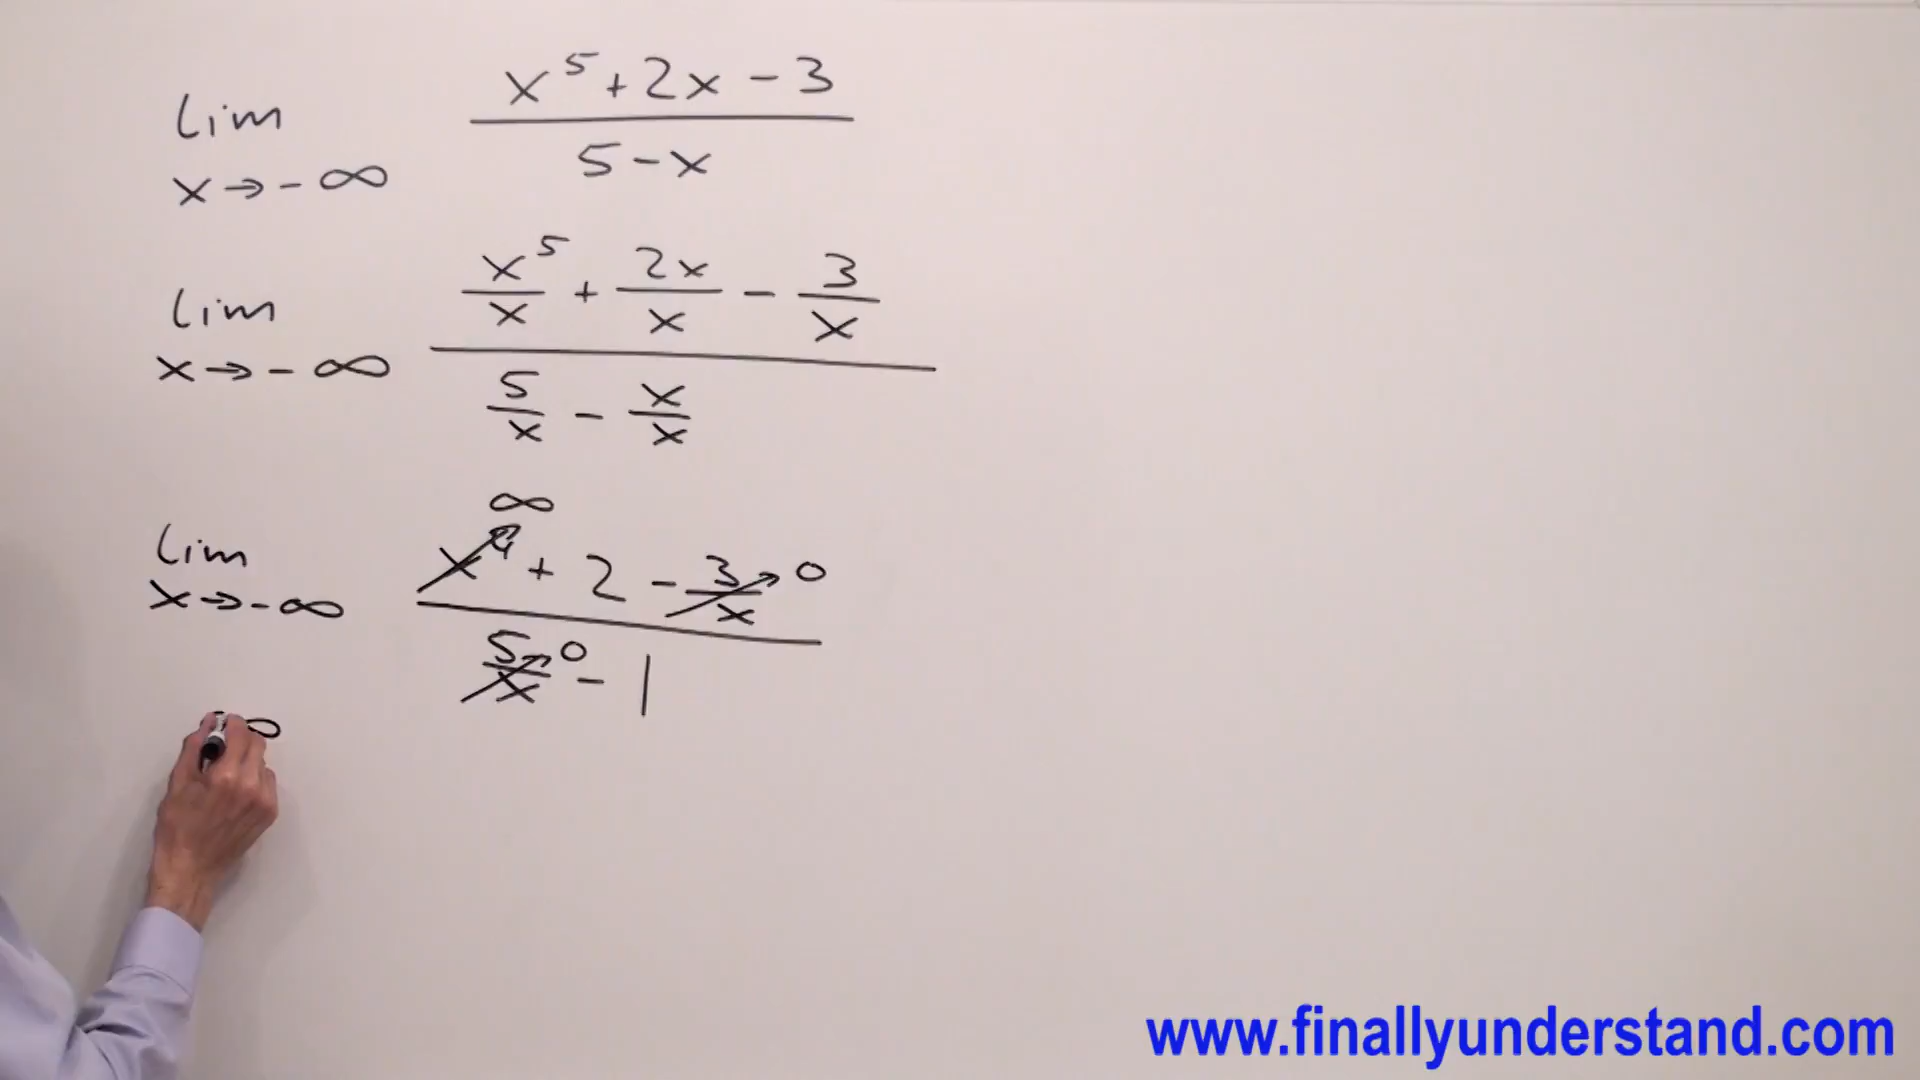 lim x→-∞ (x⁵ + 2x - 3)/(5 - x)
lim x→-∞ (x⁵/x + 2x/x - 3/x)/(5/x - x/x)
∞
lim x→-∞ (x⁴ + 2 - 3/x 0)/(5/x 0 - 1)
∞
www.finallyunderstand.com